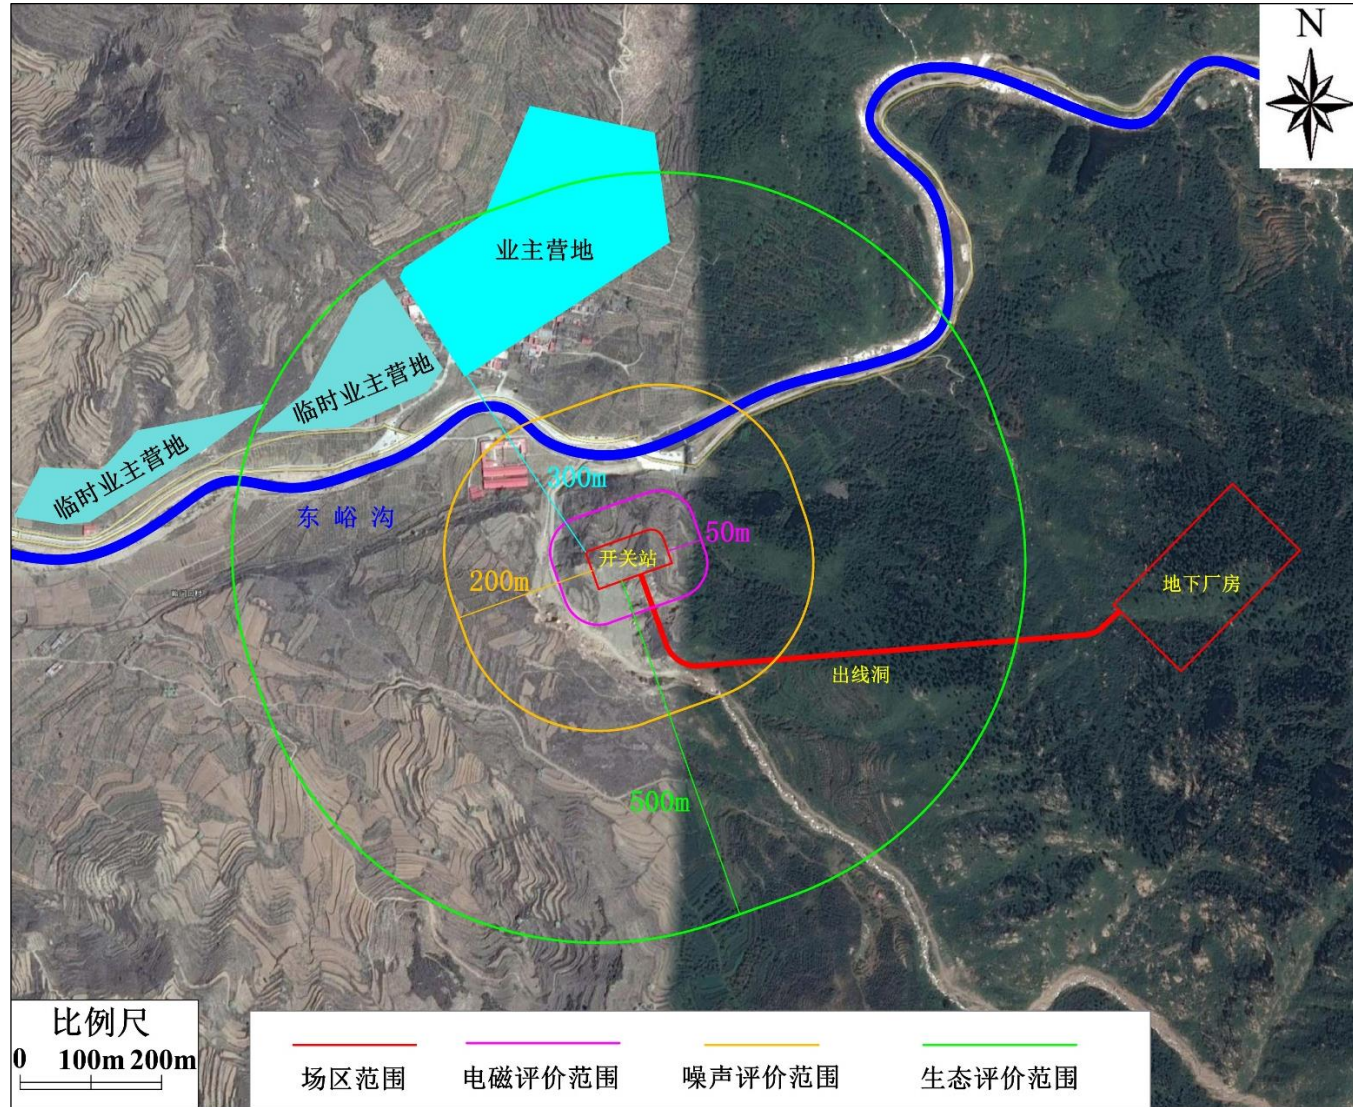 N
业主营地
临时业主营地
临时业主营地
东峪沟
300m
50m
开关站
200m
地下厂房
出线洞
500m
比例尺
0 100m 200m
场区范围 电磁评价范围 噪声评价范围 生态评价范围